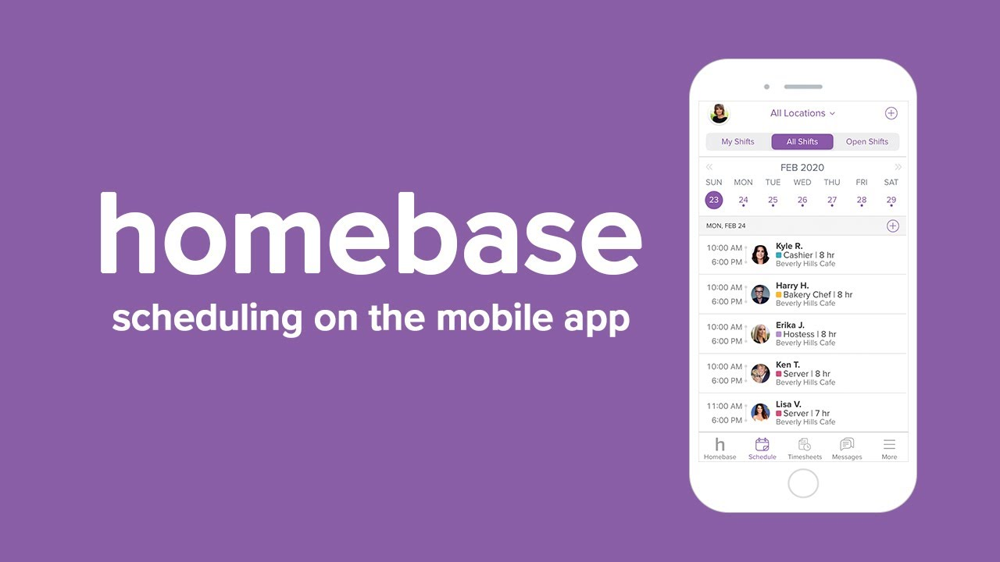 homebase
scheduling on the mobile app
All Locations
My Shifts All Shifts Open Shifts
FEB 2020
SUN MON TUE WED THU FRI SAT
23 24 25 26 27 28 29
MON, FEB 24
10:00 AM
6:00 PM
Kyle R.
Cashier | 8 hr
Beverly Hills Cafe
10:00 AM
6:00 PM
Harry H.
Bakery Chef | 8 hr
Beverly Hills Cafe
10:00 AM
6:00 PM
Erika J.
Hostess | 8 hr
Beverly Hills Cafe
10:00 AM
6:00 PM
Ken T.
Server | 8 hr
Beverly Hills Cafe
11:00 AM
6:00 PM
Lisa V.
Server | 7 hr
Beverly Hills Cafe
h
Homebase Schedule Timesheets Messages More